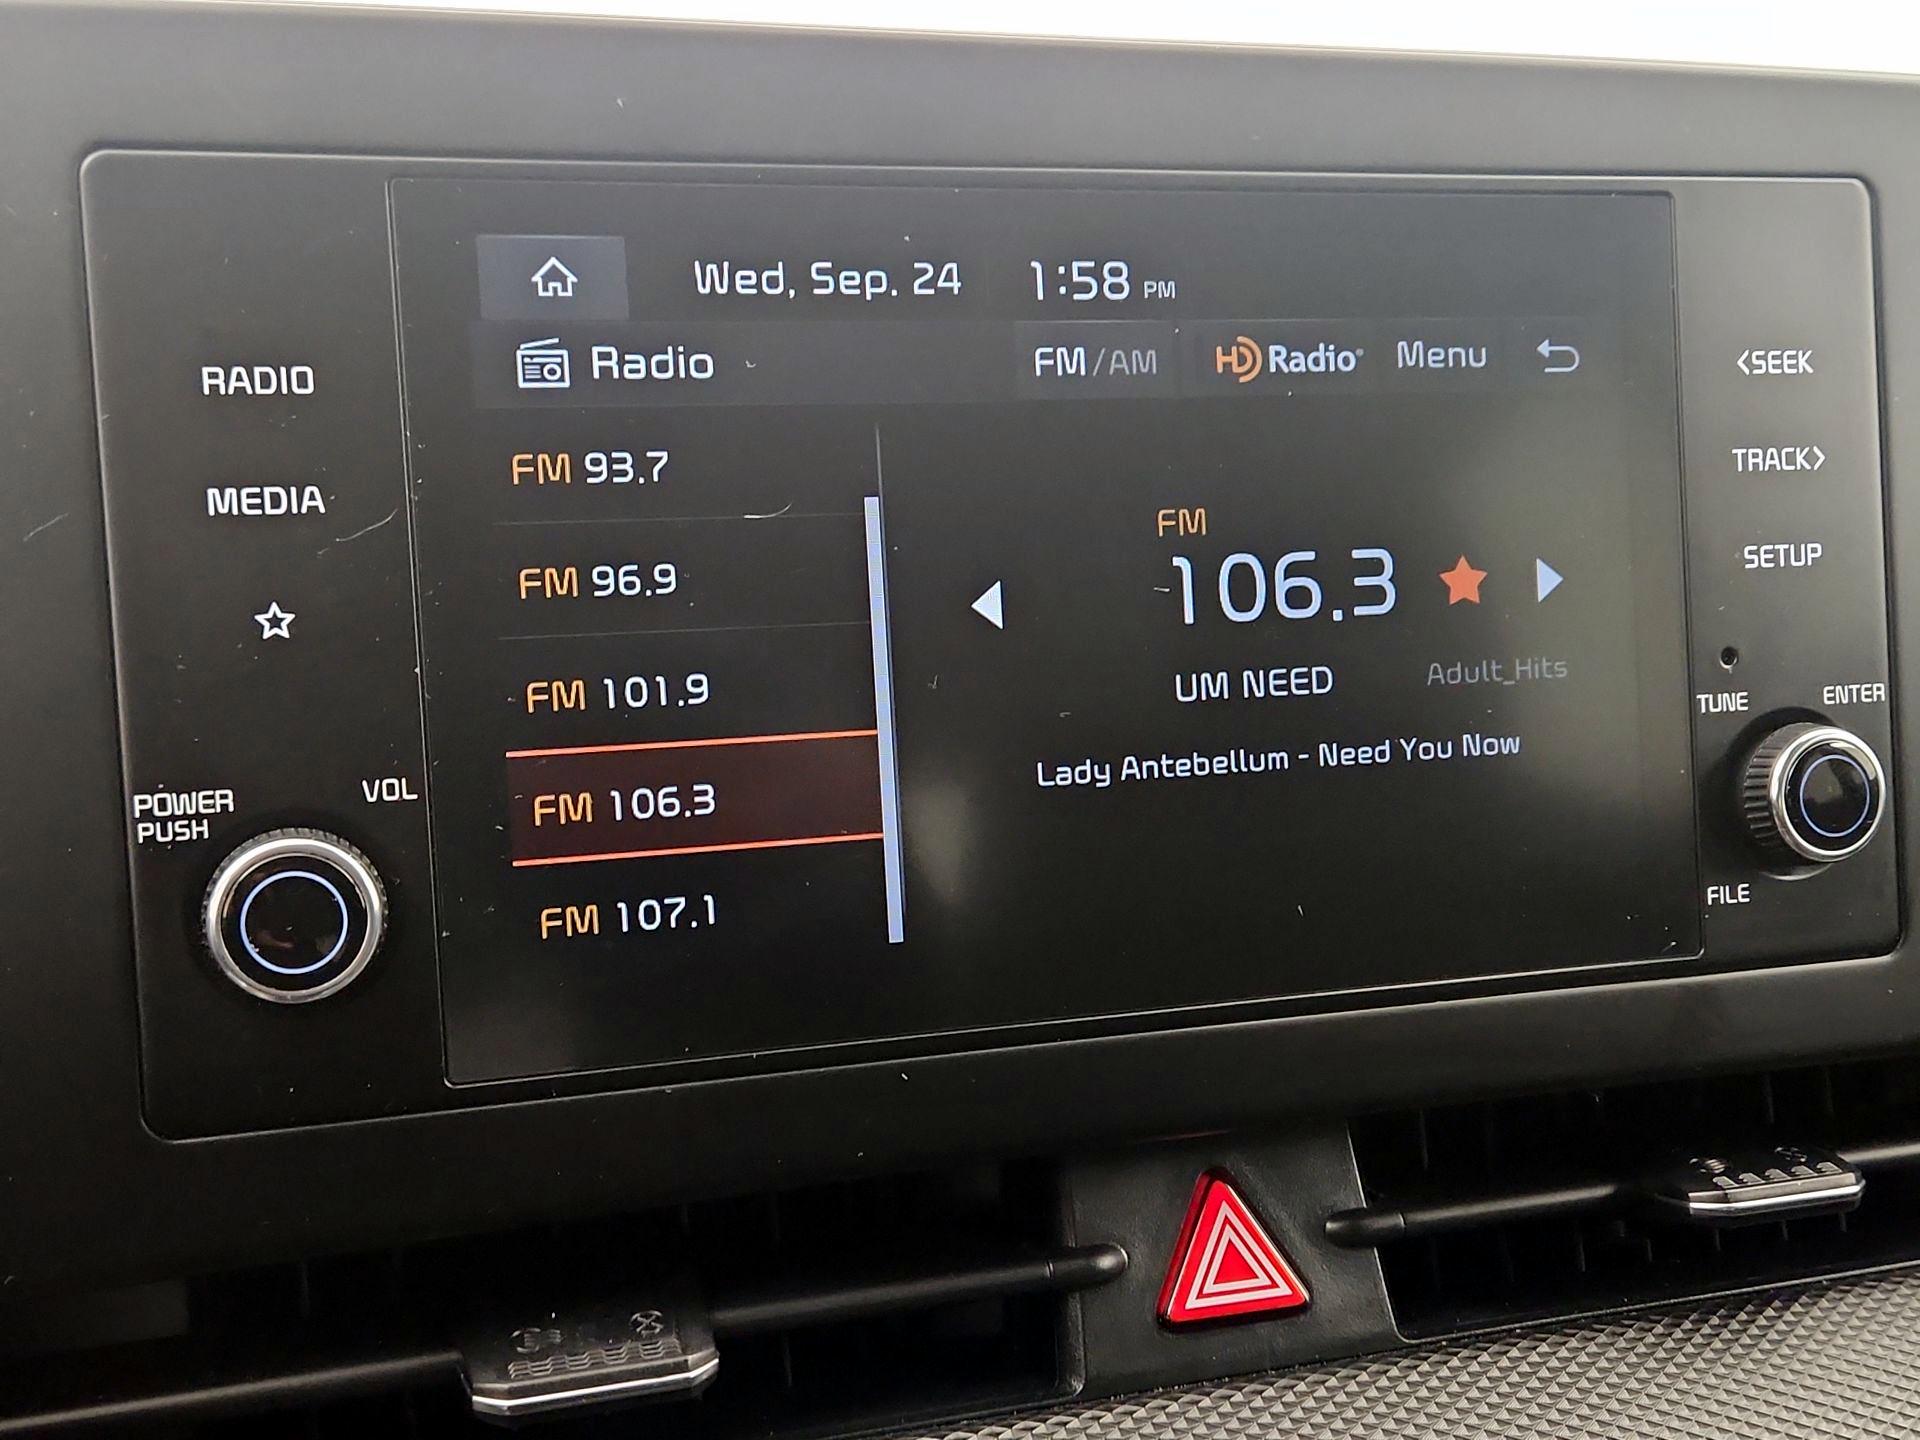 Wed, Sep. 24 1:58 PM
Radio FM/AM HD Radio® Menu
RADIO
MEDIA
POWER
PUSH
VOL
FM 93.7
FM 96.9
FM 101.9
FM 106.3
FM 107.1
FM
106.3
UM NEED Adult_Hits
Lady Antebellum - Need You Now
<SEEK
TRACK>
SETUP
TUNE
ENTER
FILE